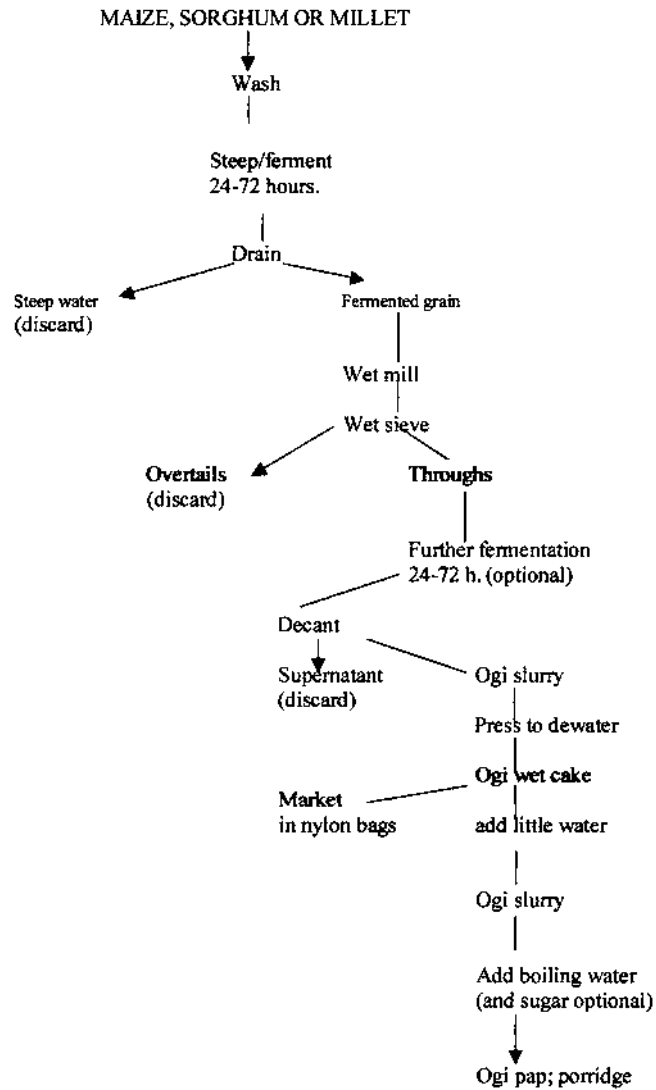 MAIZE, SORGHUM OR MILLET
Wash
Steep/ferment
24-72 hours.
Drain
Steep water
(discard)
Fermented grain
Wet mill
Wet sieve
Overtails
(discard)
Throughs
Further fermentation
24-72 h. (optional)
Decant
Supernatant
(discard)
Ogi slurry
Press to dewater
Ogi wet cake
Market
in nylon bags
add little water
Ogi slurry
Add boiling water
(and sugar optional)
Ogi pap; porridge